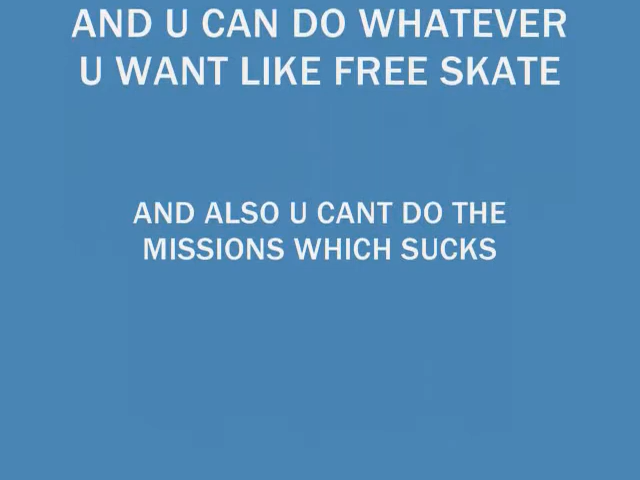 AND U CAN DO WHATEVER
U WANT LIKE FREE SKATE
AND ALSO U CANT DO THE
MISSIONS WHICH SUCKS